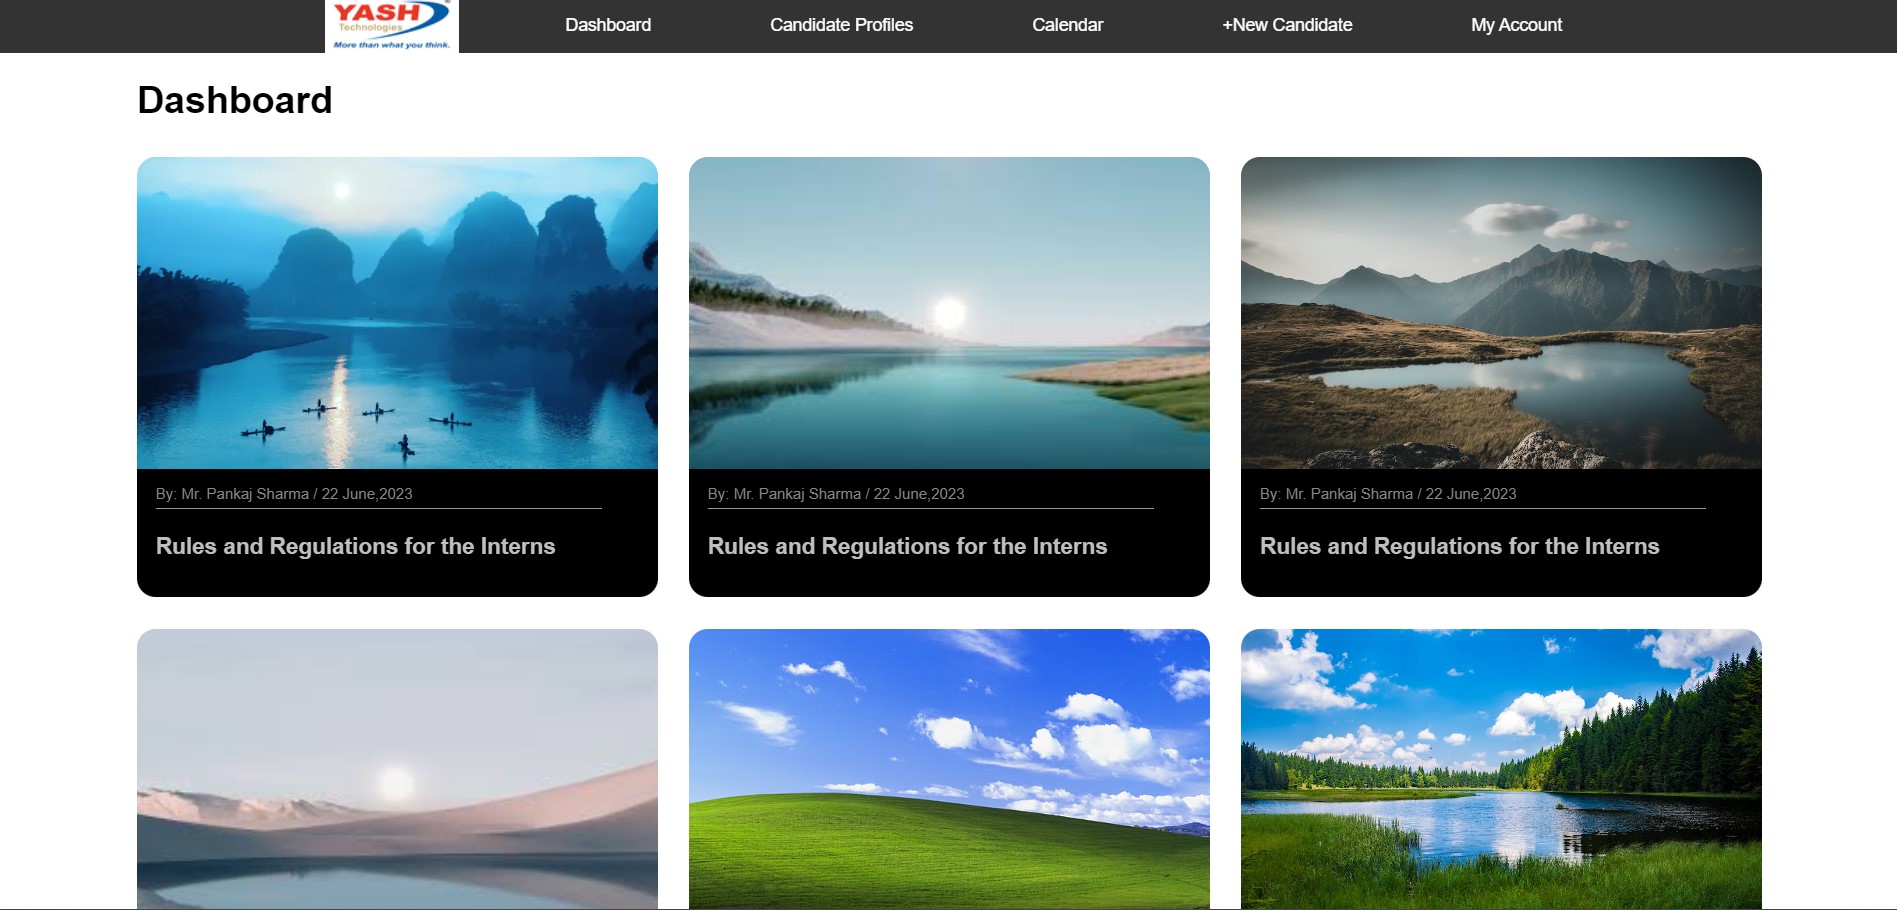 YASH
Technologies
More than what you think.
Dashboard
Candidate Profiles
Calendar
+New Candidate
My Account
Dashboard
By: Mr. Pankaj Sharma / 22 June,2023
Rules and Regulations for the Interns
By: Mr. Pankaj Sharma / 22 June,2023
Rules and Regulations for the Interns
By: Mr. Pankaj Sharma / 22 June,2023
Rules and Regulations for the Interns